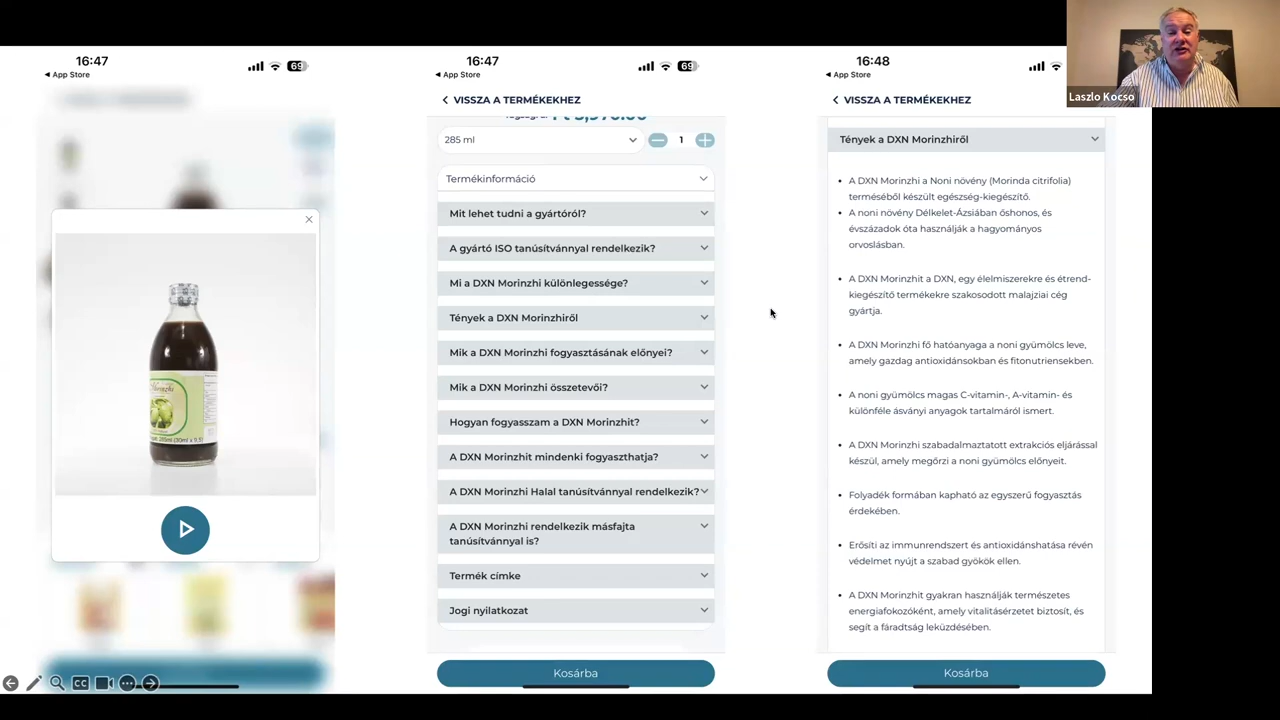 16:47
App Store
69
Morinzhi
16:47
App Store
69
VISSZA A TERMÉKEKHEZ
285 ml
1
Termékinformáció
Mit lehet tudni a gyártóról?
A gyártó ISO tanúsítvánnyal rendelkezik?
Mi a DXN Morinzhi különlegessége?
Tények a DXN Morinzhiről
Mik a DXN Morinzhi fogyasztásának előnyei?
Mik a DXN Morinzhi összetevői?
Hogyan fogyasszam a DXN Morinzhit?
A DXN Morinzhit mindenki fogyaszthatja?
A DXN Morinzhi Halal tanúsítvánnyal rendelkezik?
A DXN Morinzhi rendelkezik másfajta
tanúsítvánnyal is?
Termék címke
Jogi nyilatkozat
Kosárba
16:48
App Store
VISSZA A TERMÉKEKHEZ
Tények a DXN Morinzhiről
• A DXN Morinzhi a Noni növény (Morinda citrifolia)
terméséből készült egészség-kiegészítő.
• A noni növény Délkelet-Ázsiában őshonos, és
évszázadok óta használják a hagyományos
orvoslásban.
• A DXN Morinzhit a DXN, egy élelmiszerekre és étrend-
kiegészítő termékekre szakosodott malajziai cég
gyártja.
• A DXN Morinzhi fő hatóanyaga a noni gyümölcs leve,
amely gazdag antioxidánsokban és fitonutriensekben.
• A noni gyümölcs magas C-vitamin-, A-vitamin- és
különféle ásványi anyagok tartalmáról ismert.
• A DXN Morinzhi szabadalmaztatott extrakciós eljárással
készül, amely megőrzi a noni gyümölcs előnyeit.
• Folyadék formában kapható az egyszerű fogyasztás
érdekében.
• Erősíti az immunrendszert és antioxidánshatása révén
védelmet nyújt a szabad gyökök ellen.
• A DXN Morinzhit gyakran használják természetes
energiafokozóként, amely vitalitásérzetet biztosít, és
segít a fáradtság leküzdésében.
Kosárba
Laszlo Kocso
CC